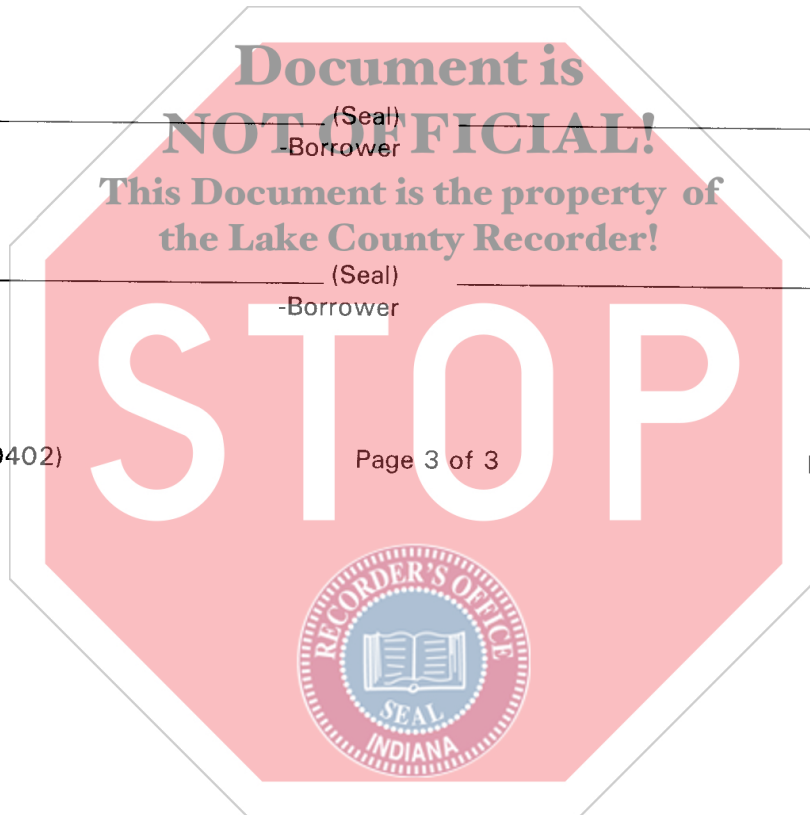 Document is
(Seal)
NOT OFFICIAL!
-Borrower
This Document is the property of
the Lake County Recorder!
(Seal)
-Borrower
STOP
9402) Page 3 of 3
RECORDER'S OFFICE
SEAL
INDIANA